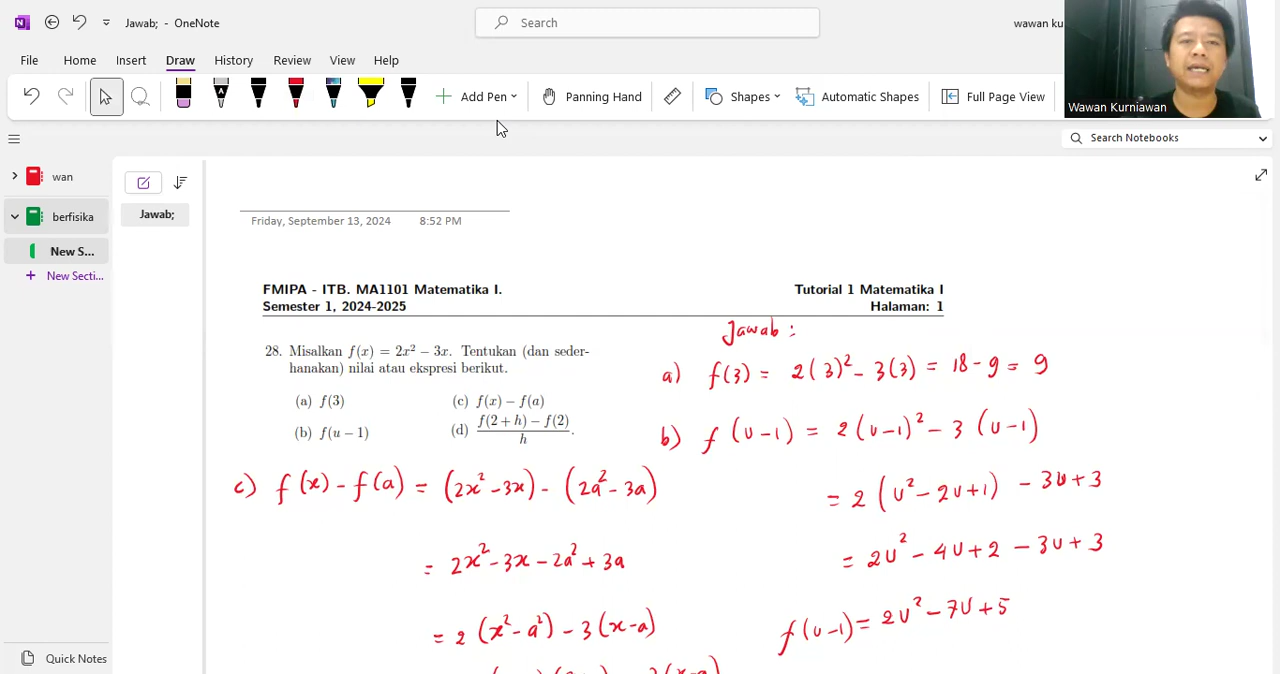 Jawab; - OneNote
Search
wawan ku
File Home Insert Draw History Review View Help
Add Pen
Panning Hand
Shapes
Automatic Shapes
Full Page View
Wawan Kurniawan
Search Notebooks
wan
berfisika
New S...
New Secti...
Quick Notes
Jawab;
Friday, September 13, 2024 8:52 PM
FMIPA - ITB. MA1101 Matematika I. Tutorial 1 Matematika I
Semester 1, 2024-2025 Halaman: 1
28. Misalkan f(x) = 2x² − 3x. Tentukan (dan seder-
hanakan) nilai atau ekspresi berikut.
(a) f(3) (c) f(x) − f(a)
(b) f(u − 1) (d) f(2 + h) − f(2) / h.
Jawab :
a) f(3) = 2(3)² - 3(3) = 18 - 9 = 9
b) f(u-1) = 2(u-1)² - 3(u-1)
= 2(u² - 2u+1) - 3u+3
= 2u² - 4u+2 - 3u+3
f(u-1) = 2u² - 7u+5
c) f(x) - f(a) = (2x² - 3x) - (2a² - 3a)
= 2x² - 3x - 2a² + 3a
= 2(x² - a²) - 3(x-a)